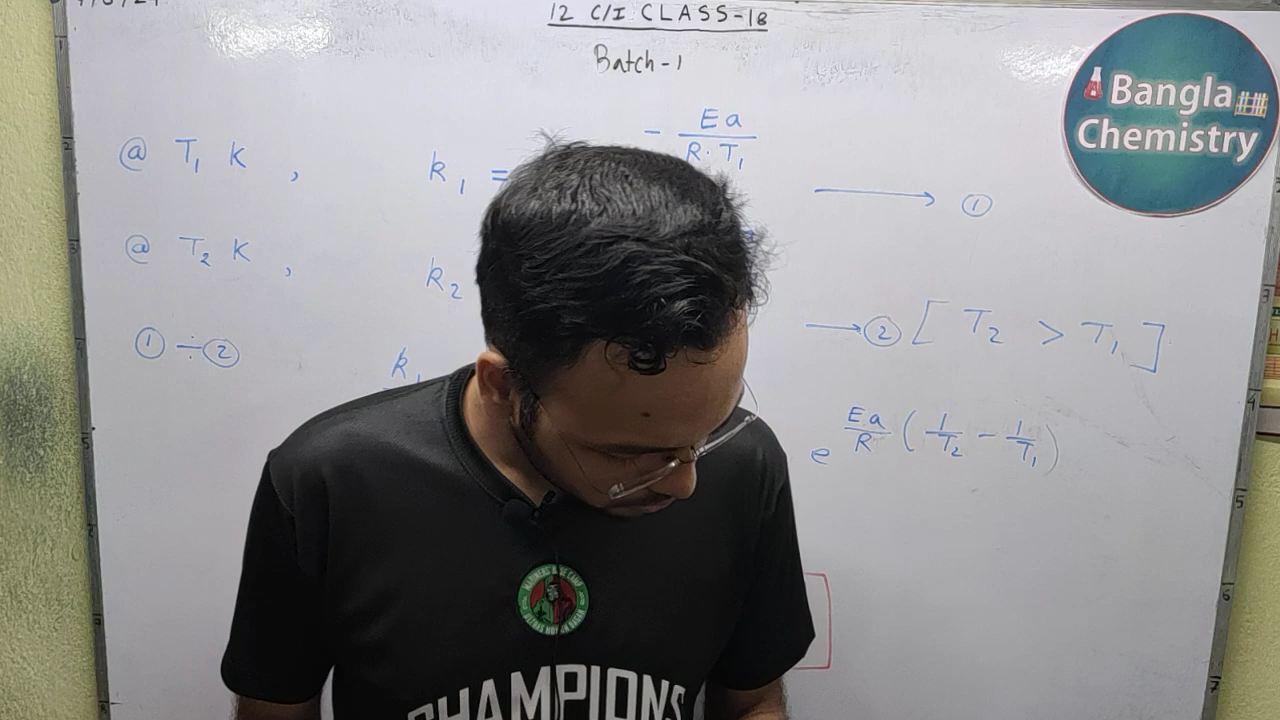 12 C/I CLASS-18
Batch-1
Bangla
Chemistry
@ T₁ K , k₁ = - Ea / R·T₁ ⟶ ①
@ T₂ K , k₂ ⟶ ② [ T₂ > T₁ ]
① ÷ ② k₁ e Ea/R ( 1/T₂ - 1/T₁ )
CHAMPIONS